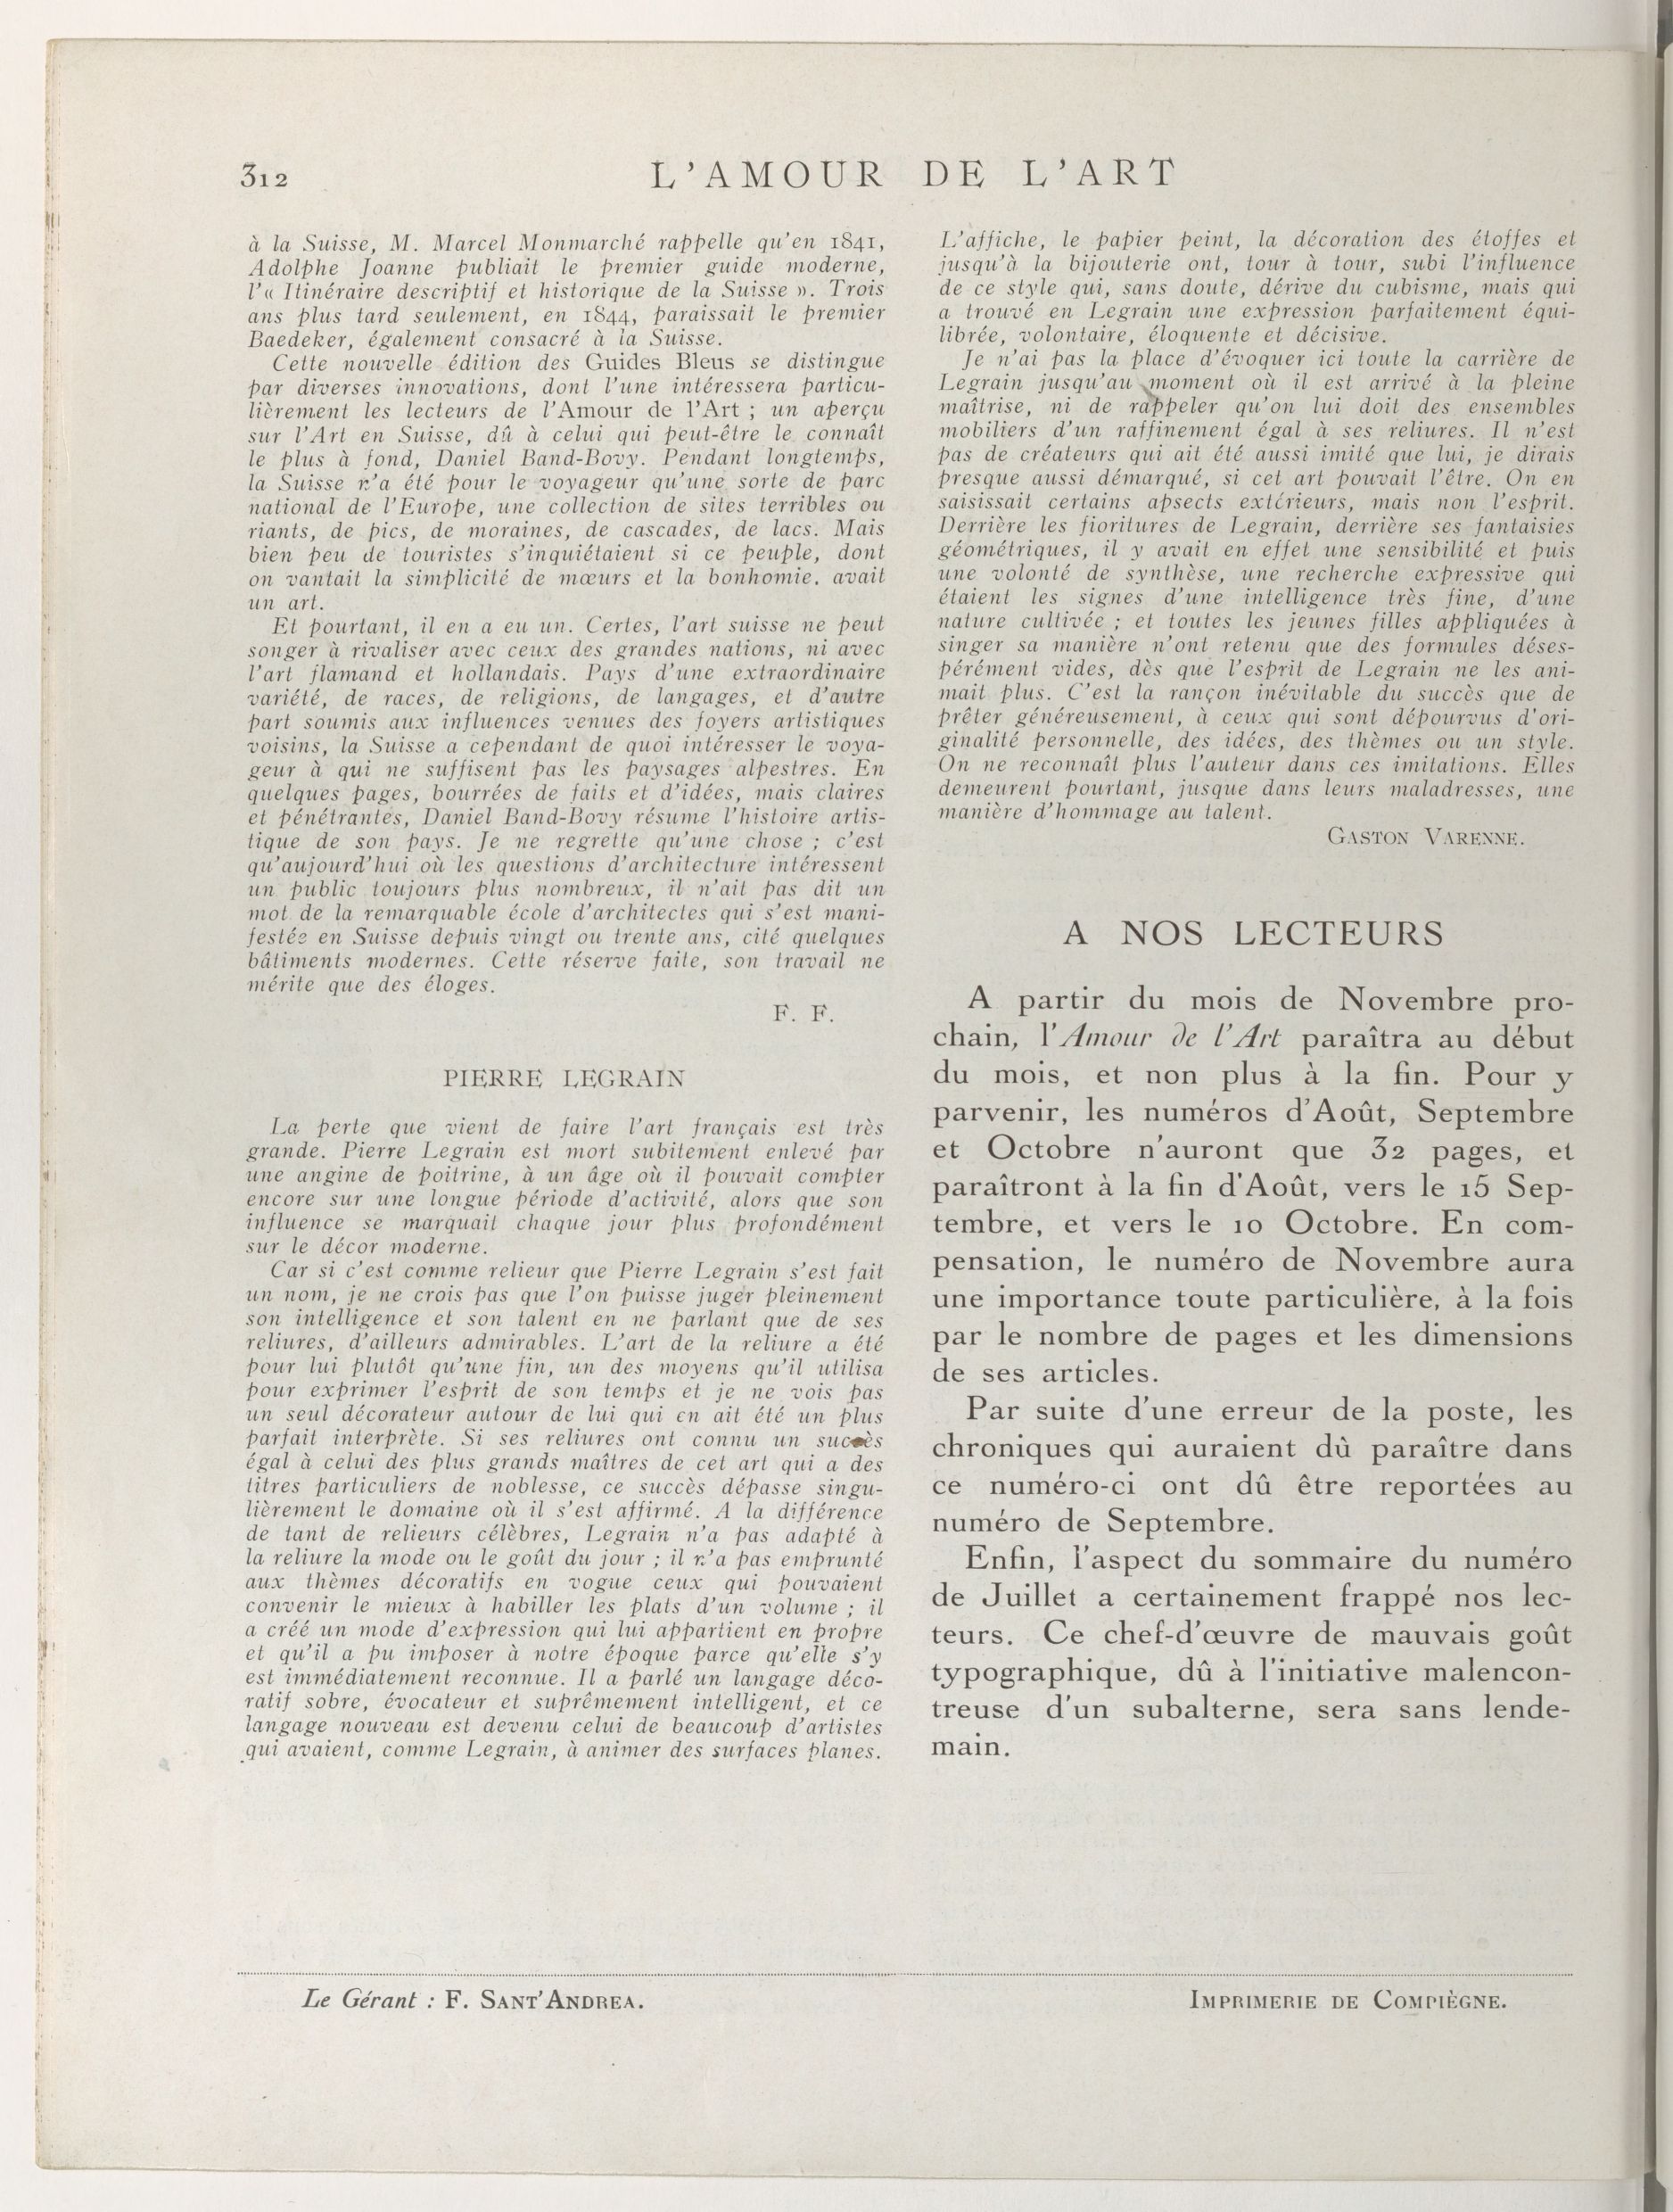 312
L'AMOUR DE L'ART
à la Suisse, M. Marcel Monmarché rappelle qu'en 1841,
Adolphe Joanne publiait le premier guide moderne,
l'« Itinéraire descriptif et historique de la Suisse ». Trois
ans plus tard seulement, en 1844, paraissait le premier
Baedeker, également consacré à la Suisse.
Cette nouvelle édition des Guides Bleus se distingue
par diverses innovations, dont l'une intéressera particu-
lièrement les lecteurs de l'Amour de l'Art ; un aperçu
sur l'Art en Suisse, dû à celui qui peut-être le connaît
le plus à fond, Daniel Band-Bovy. Pendant longtemps,
la Suisse n'a été pour le voyageur qu'une sorte de parc
national de l'Europe, une collection de sites terribles ou
riants, de pics, de moraines, de cascades, de lacs. Mais
bien peu de touristes s'inquiétaient si ce peuple, dont
on vantait la simplicité de mœurs et la bonhomie. avait
un art.
Et pourtant, il en a eu un. Certes, l'art suisse ne peut
songer à rivaliser avec ceux des grandes nations, ni avec
l'art flamand et hollandais. Pays d'une extraordinaire
variété, de races, de religions, de langages, et d'autre
part soumis aux influences venues des foyers artistiques
voisins, la Suisse a cependant de quoi intéresser le voya-
geur à qui ne suffisent pas les paysages alpestres. En
quelques pages, bourrées de faits et d'idées, mais claires
et pénétrantes, Daniel Band-Bovy résume l'histoire artis-
tique de son pays. Je ne regrette qu'une chose ; c'est
qu'aujourd'hui où les questions d'architecture intéressent
un public toujours plus nombreux, il n'ait pas dit un
mot de la remarquable école d'architectes qui s'est mani-
festée en Suisse depuis vingt ou trente ans, cité quelques
bâtiments modernes. Cette réserve faite, son travail ne
mérite que des éloges.
F. F.
PIERRE LEGRAIN
La perte que vient de faire l'art français est très
grande. Pierre Legrain est mort subitement enlevé par
une angine de poitrine, à un âge où il pouvait compter
encore sur une longue période d'activité, alors que son
influence se marquait chaque jour plus profondément
sur le décor moderne.
Car si c'est comme relieur que Pierre Legrain s'est fait
un nom, je ne crois pas que l'on puisse juger pleinement
son intelligence et son talent en ne parlant que de ses
reliures, d'ailleurs admirables. L'art de la reliure a été
pour lui plutôt qu'une fin, un des moyens qu'il utilisa
pour exprimer l'esprit de son temps et je ne vois pas
un seul décorateur autour de lui qui en ait été un plus
parfait interprète. Si ses reliures ont connu un succès
égal à celui des plus grands maîtres de cet art qui a des
titres particuliers de noblesse, ce succès dépasse singu-
lièrement le domaine où il s'est affirmé. A la différence
de tant de relieurs célèbres, Legrain n'a pas adapté à
la reliure la mode ou le goût du jour ; il n'a pas emprunté
aux thèmes décoratifs en vogue ceux qui pouvaient
convenir le mieux à habiller les plats d'un volume ; il
a créé un mode d'expression qui lui appartient en propre
et qu'il a pu imposer à notre époque parce qu'elle s'y
est immédiatement reconnue. Il a parlé un langage déco-
ratif sobre, évocateur et suprêmement intelligent, et ce
langage nouveau est devenu celui de beaucoup d'artistes
qui avaient, comme Legrain, à animer des surfaces planes.
L'affiche, le papier peint, la décoration des étoffes et
jusqu'à la bijouterie ont, tour à tour, subi l'influence
de ce style qui, sans doute, dérive du cubisme, mais qui
a trouvé en Legrain une expression parfaitement équi-
librée, volontaire, éloquente et décisive.
Je n'ai pas la place d'évoquer ici toute la carrière de
Legrain jusqu'au moment où il est arrivé à la pleine
maîtrise, ni de rappeler qu'on lui doit des ensembles
mobiliers d'un raffinement égal à ses reliures. Il n'est
pas de créateurs qui ait été aussi imité que lui, je dirais
presque aussi démarqué, si cet art pouvait l'être. On en
saisissait certains apsects extérieurs, mais non l'esprit.
Derrière les fioritures de Legrain, derrière ses fantaisies
géométriques, il y avait en effet une sensibilité et puis
une volonté de synthèse, une recherche expressive qui
étaient les signes d'une intelligence très fine, d'une
nature cultivée ; et toutes les jeunes filles appliquées à
singer sa manière n'ont retenu que des formules déses-
pérément vides, dès que l'esprit de Legrain ne les ani-
mait plus. C'est la rançon inévitable du succès que de
prêter généreusement, à ceux qui sont dépourvus d'ori-
ginalité personnelle, des idées, des thèmes ou un style.
On ne reconnaît plus l'auteur dans ces imitations. Elles
demeurent pourtant, jusque dans leurs maladresses, une
manière d'hommage au talent.
GASTON VARENNE.
A NOS LECTEURS
A partir du mois de Novembre pro-
chain, l'Amour de l'Art paraîtra au début
du mois, et non plus à la fin. Pour y
parvenir, les numéros d'Août, Septembre
et Octobre n'auront que 32 pages, et
paraîtront à la fin d'Août, vers le 15 Sep-
tembre, et vers le 10 Octobre. En com-
pensation, le numéro de Novembre aura
une importance toute particulière, à la fois
par le nombre de pages et les dimensions
de ses articles.
Par suite d'une erreur de la poste, les
chroniques qui auraient dû paraître dans
ce numéro-ci ont dû être reportées au
numéro de Septembre.
Enfin, l'aspect du sommaire du numéro
de Juillet a certainement frappé nos lec-
teurs. Ce chef-d'œuvre de mauvais goût
typographique, dû à l'initiative malencon-
treuse d'un subalterne, sera sans lende-
main.
Le Gérant : F. SANT'ANDREA.
IMPRIMERIE DE COMPIÈGNE.